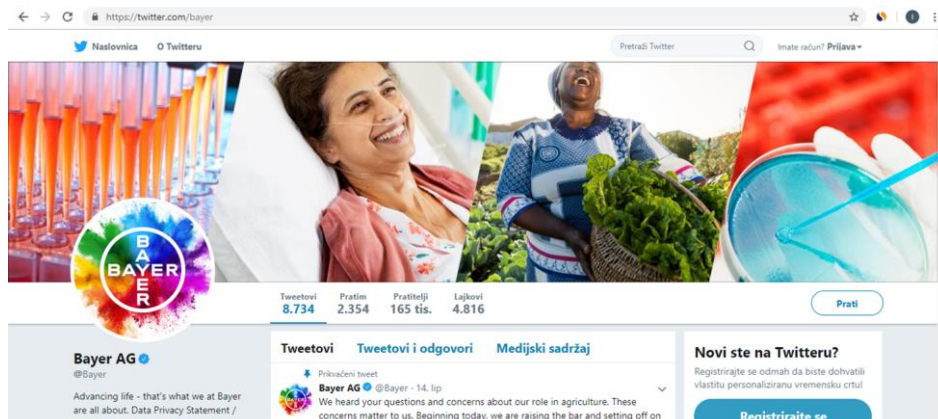 https://twitter.com/bayer
Naslovnica O Twitteru Pretraži Twitter Imate račun? Prijava
BAYER
BAYER
Tweetovi Pratim Pratitelji Lajkovi
8.734 2.354 165 tis. 4.816
Prati
Bayer AG
@Bayer
Advancing life - that's what we at Bayer
are all about. Data Privacy Statement /
Tweetovi Tweetovi i odgovori Medijski sadržaj
Prikvačeni tweet
Bayer AG @Bayer · 14. lip
We heard your questions and concerns about our role in agriculture. These
concerns matter to us. Beginning today, we are raising the bar and setting off on
Novi ste na Twitteru?
Registrirajte se odmah da biste dohvatili
vlastitu personaliziranu vremensku crtu!
Registrirajte se